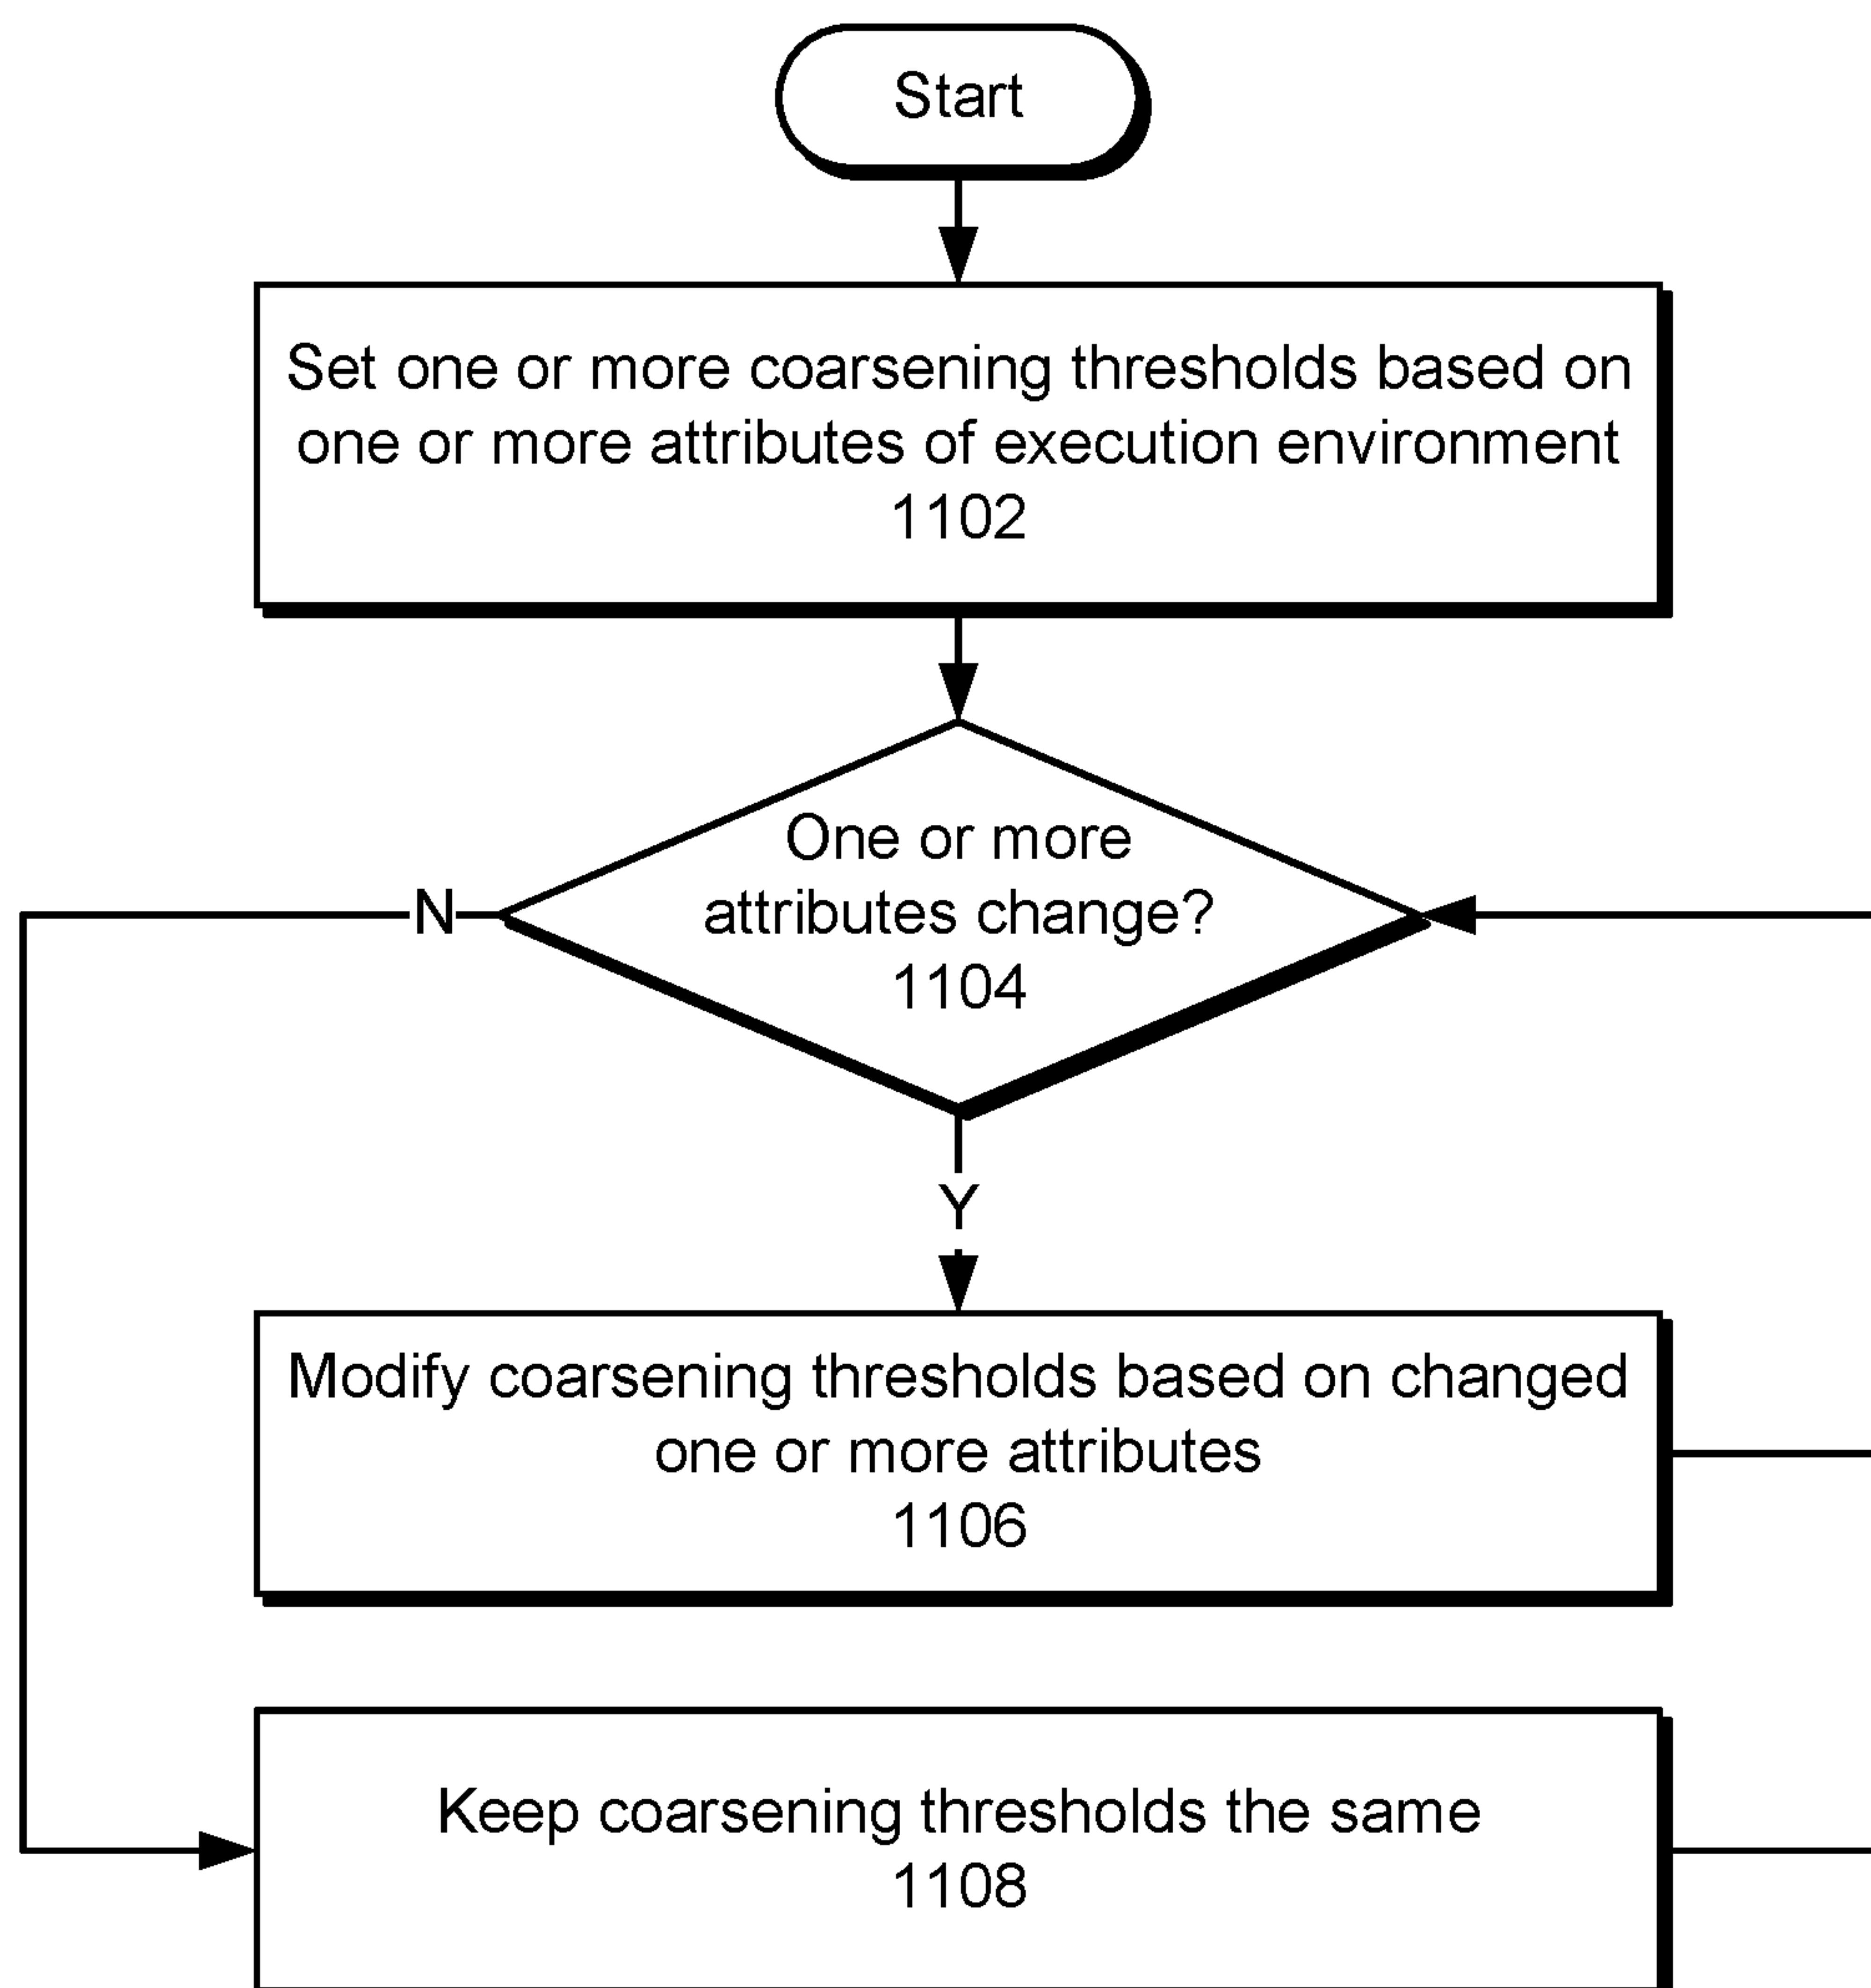 Start
Set one or more coarsening thresholds based on
one or more attributes of execution environment
1102
One or more
attributes change?
1104
N
Y
Modify coarsening thresholds based on changed
one or more attributes
1106
Keep coarsening thresholds the same
1108